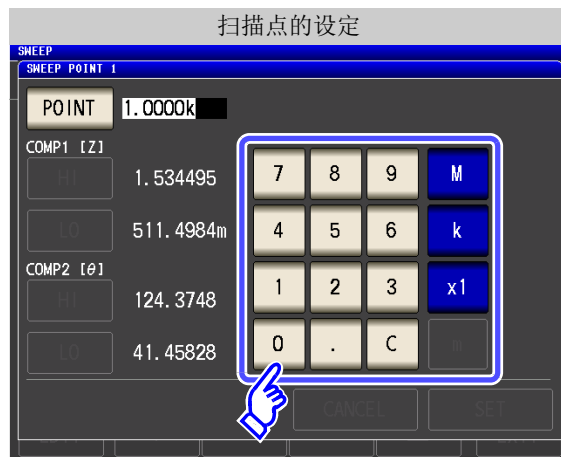 扫描点的设定
SWEEP
SWEEP POINT 1
POINT 1.0000k
COMP1 [Z]
HI 1.534495
7 8 9 M
LO 511.4984m
4 5 6 k
COMP2 [θ]
HI 124.3748
1 2 3 x1
LO 41.45828
0 . C m
CANCEL SET